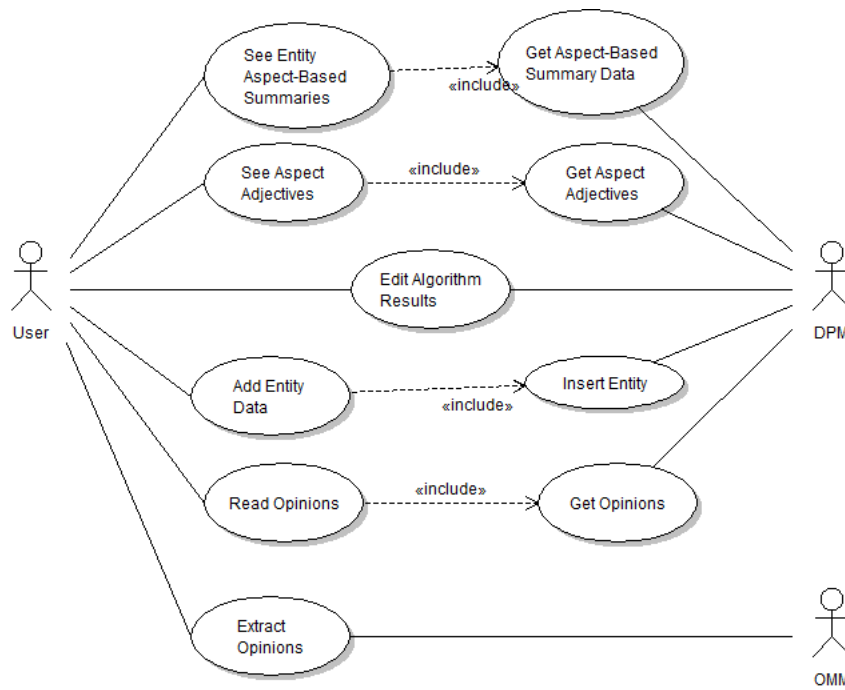 See Entity
Aspect-Based
Summaries
«include»
Get Aspect-Based
Summary Data
See Aspect
Adjectives
«include»
Get Aspect
Adjectives
User
Edit Algorithm
Results
DPM
Add Entity
Data
«include»
Insert Entity
Read Opinions
«include»
Get Opinions
Extract
Opinions
OMM